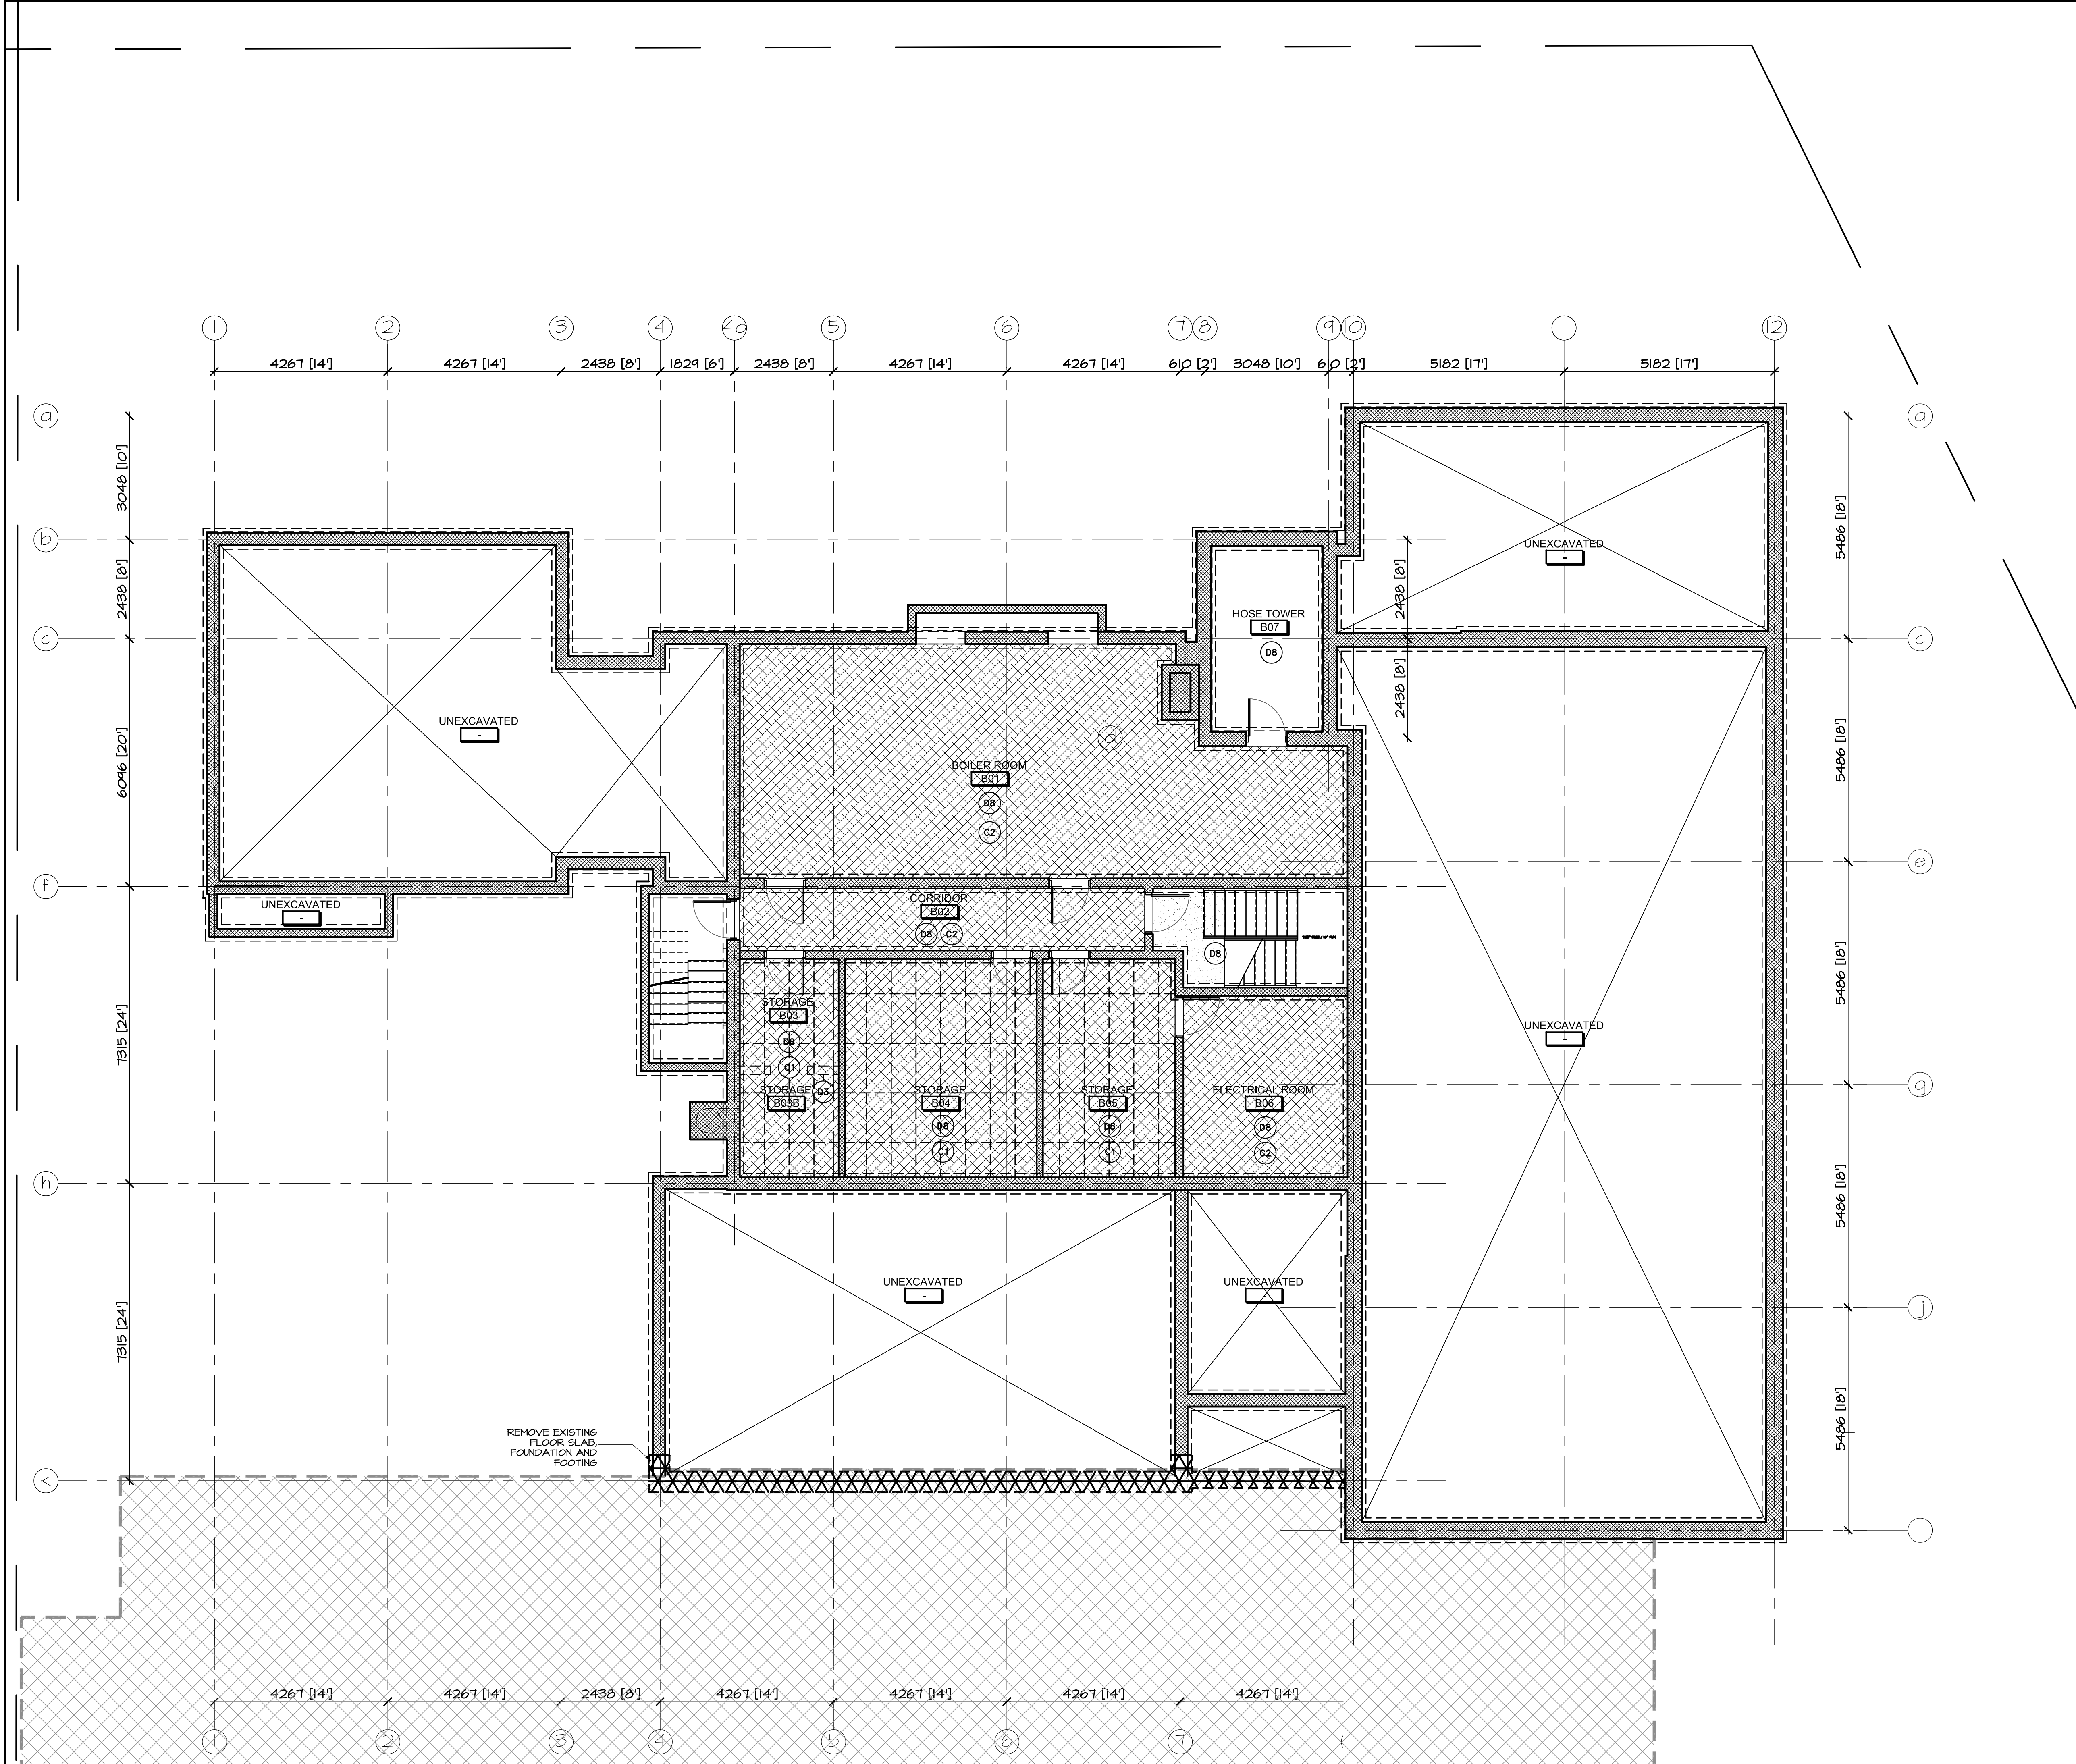 1 2 3 4 4a 5 6 7 8 9 10 11 12
4267 [14'] 4267 [14'] 2438 [8'] 1829 [6'] 2438 [8'] 4267 [14'] 4267 [14'] 610 [2'] 3048 [10'] 610 [2'] 5182 [17'] 5182 [17']
a a
3048 [10']
5486 [18']
b
UNEXCAVATED
-
2438 [8']
2438 [8']
HOSE TOWER
B07
D8
c c
2438 [8']
UNEXCAVATED
-
6096 [20']
5486 [18']
a
BOILER ROOM
B01
D8
C2
e
f
UNEXCAVATED
-
CORRIDOR
B02
D8 C2
D8
5486 [18']
STORAGE
B03
D8
C1
UNEXCAVATED
-
7315 [24']
STORAGE
B03B
D3
STORAGE
B04
D8
C1
STORAGE
B05
D8
C1
ELECTRICAL ROOM
B06
D8
C2
g
h
5486 [18']
UNEXCAVATED
-
UNEXCAVATED
-
j
7315 [24']
5486 [18']
REMOVE EXISTING
FLOOR SLAB,
FOUNDATION AND
FOOTING
k
l
4267 [14'] 4267 [14'] 2438 [8'] 4267 [14'] 4267 [14'] 4267 [14'] 4267 [14']
1 2 3 4 5 6 7